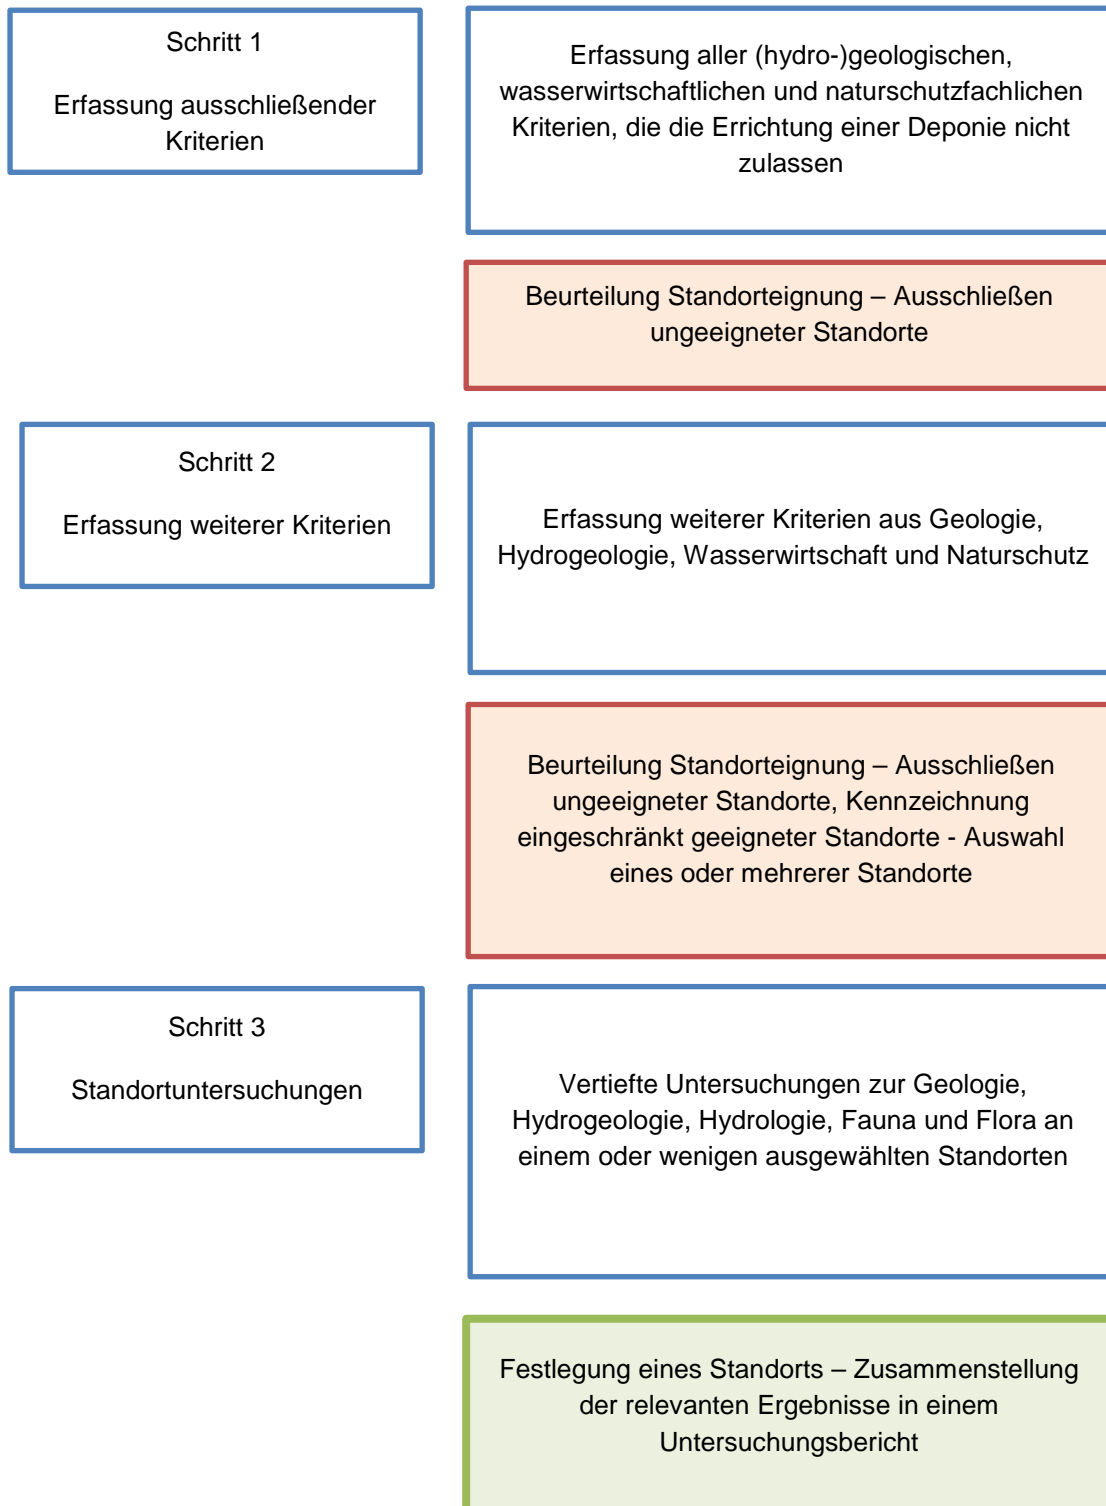 Schritt 1
Erfassung ausschließender
Kriterien
Erfassung aller (hydro-)geologischen,
wasserwirtschaftlichen und naturschutzfachlichen
Kriterien, die die Errichtung einer Deponie nicht
zulassen
Beurteilung Standorteignung – Ausschließen
ungeeigneter Standorte
Schritt 2
Erfassung weiterer Kriterien
Erfassung weiterer Kriterien aus Geologie,
Hydrogeologie, Wasserwirtschaft und Naturschutz
Beurteilung Standorteignung – Ausschließen
ungeeigneter Standorte, Kennzeichnung
eingeschränkt geeigneter Standorte - Auswahl
eines oder mehrerer Standorte
Schritt 3
Standortuntersuchungen
Vertiefte Untersuchungen zur Geologie,
Hydrogeologie, Hydrologie, Fauna und Flora an
einem oder wenigen ausgewählten Standorten
Festlegung eines Standorts – Zusammenstellung
der relevanten Ergebnisse in einem
Untersuchungsbericht